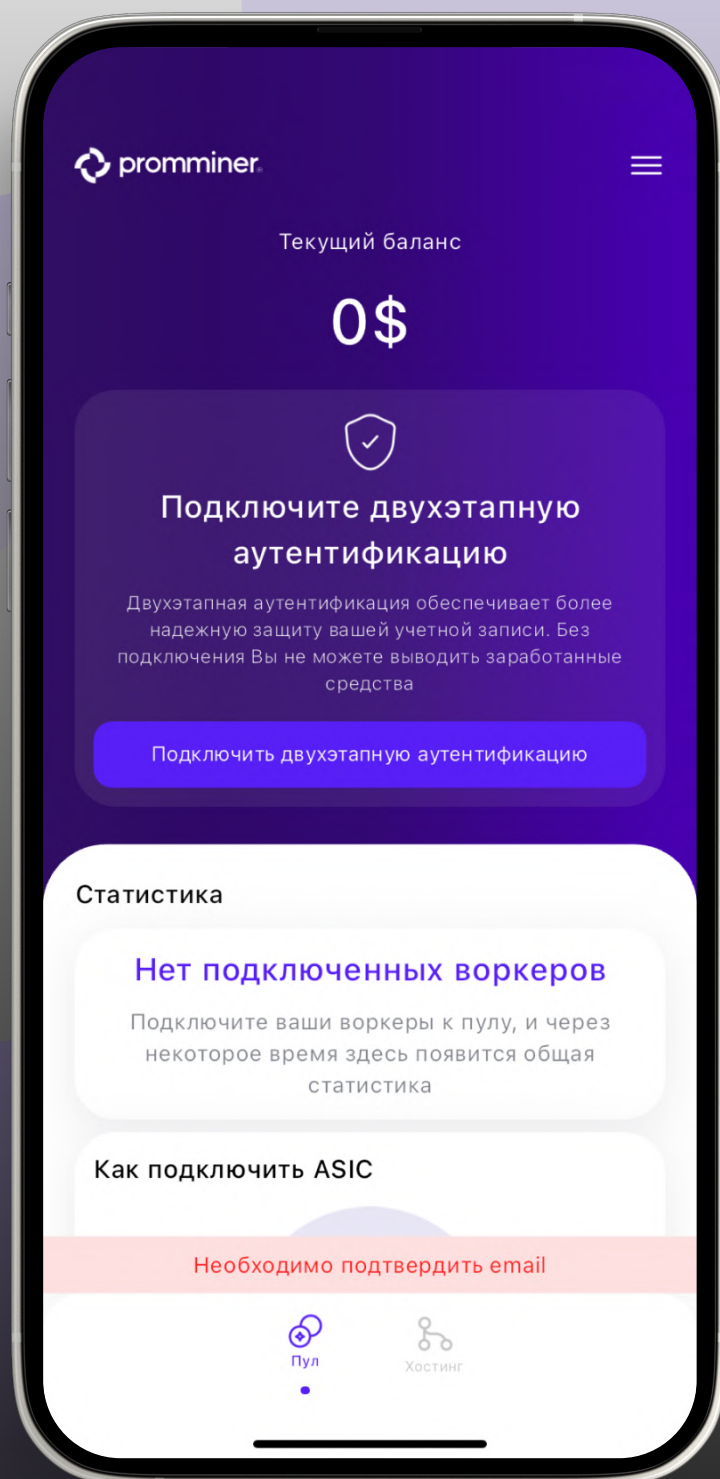 promminer
Текущий баланс
0$
Подключите двухэтапную
аутентификацию
Двухэтапная аутентификация обеспечивает более
надежную защиту вашей учетной записи. Без
подключения Вы не можете выводить заработанные
средства
Подключить двухэтапную аутентификацию
Статистика
Нет подключенных воркеров
Подключите ваши воркеры к пулу, и через
некоторое время здесь появится общая
статистика
Как подключить ASIC
Необходимо подтвердить email
Пул
Хостинг